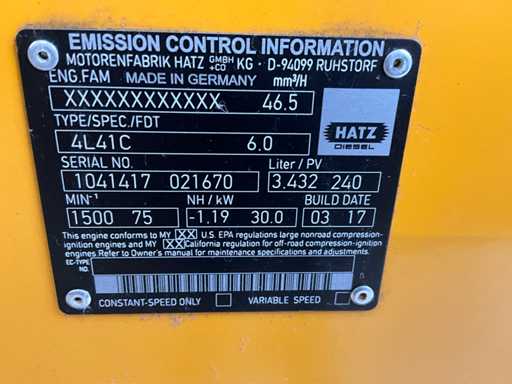 EMISSION CONTROL INFORMATION
MOTORENFABRIK HATZ GMBH +CO KG · D-94099 RUHSTORF
ENG.FAM MADE IN GERMANY mm³/H
XXXXXXXXXXXX 46.5
TYPE/SPEC./FDT
4L41C 6.0
HATZ
DIESEL
SERIAL NO. Liter / PV
1041417 021670 3.432 240
MIN⁻¹ NH / kW BUILD DATE
1500 75 -1.19 30.0 03 17
This engine conforms to MY XX U.S. EPA regulations large nonroad compression-
ignition engines and to MY XX California regulation for off-road compression-ignition
engines. Refer to Owner's manual for maintenance specifications and adjustments.
EC-TYPE
NO.
CONSTANT-SPEED ONLY VARIABLE SPEED